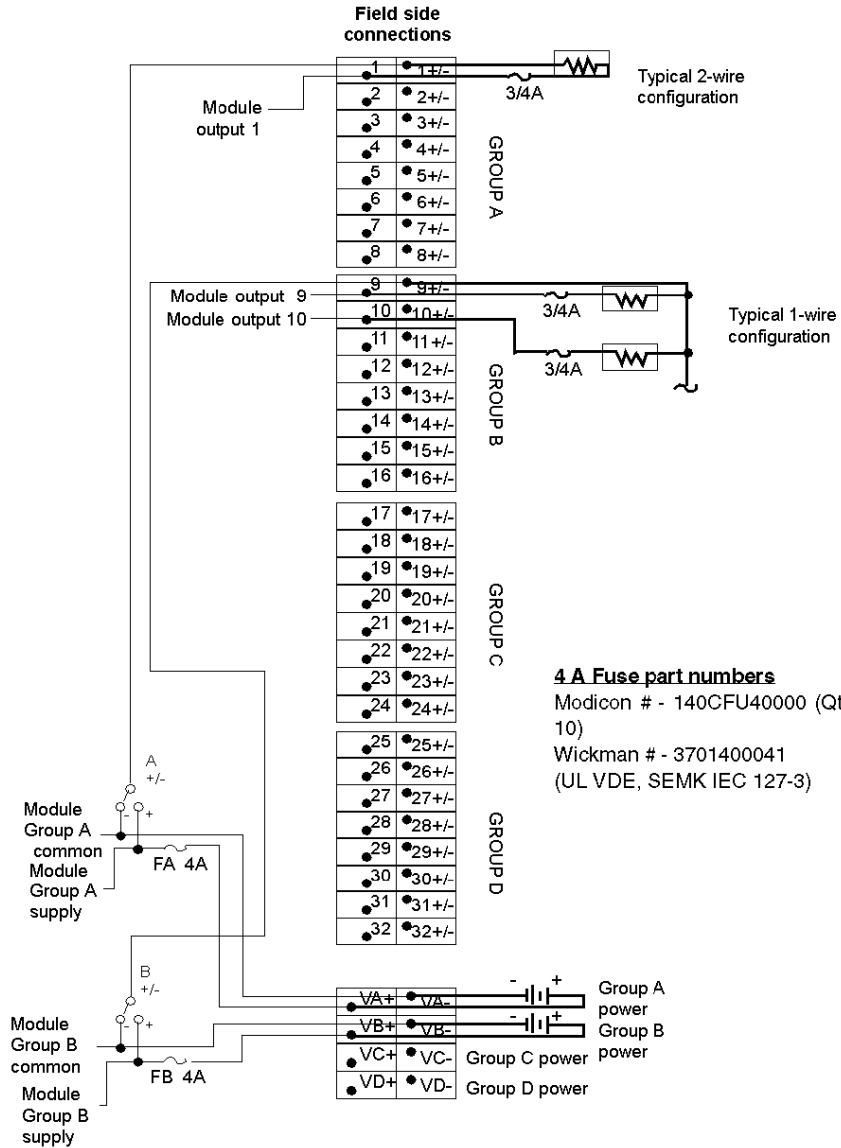 Field side
connections
1 1+/-
2 2+/-
3 3+/-
4 4+/-
5 5+/-
6 6+/-
7 7+/-
8 8+/-
GROUP A
Module
output 1
3/4A
Typical 2-wire
configuration
9 9+/-
10 10+/-
11 11+/-
12 12+/-
13 13+/-
14 14+/-
15 15+/-
16 16+/-
GROUP B
Module output 9
Module output 10
3/4A
3/4A
Typical 1-wire
configuration
17 17+/-
18 18+/-
19 19+/-
20 20+/-
21 21+/-
22 22+/-
23 23+/-
24 24+/-
GROUP C
4 A Fuse part numbers
Modicon # - 140CFU40000 (Qt
10)
Wickman # - 3701400041
(UL VDE, SEMK IEC 127-3)
25 25+/-
26 26+/-
27 27+/-
28 28+/-
29 29+/-
30 30+/-
31 31+/-
32 32+/-
GROUP D
A
+/-
- +
Module
Group A
common
Module
Group A
supply
FA 4A
B
+/-
- +
Module
Group B
common
Module
Group B
supply
FB 4A
VA+ VA-
VB+ VB-
VC+ VC-
VD+ VD-
- +
Group A
power
- +
Group B
power
Group C power
Group D power